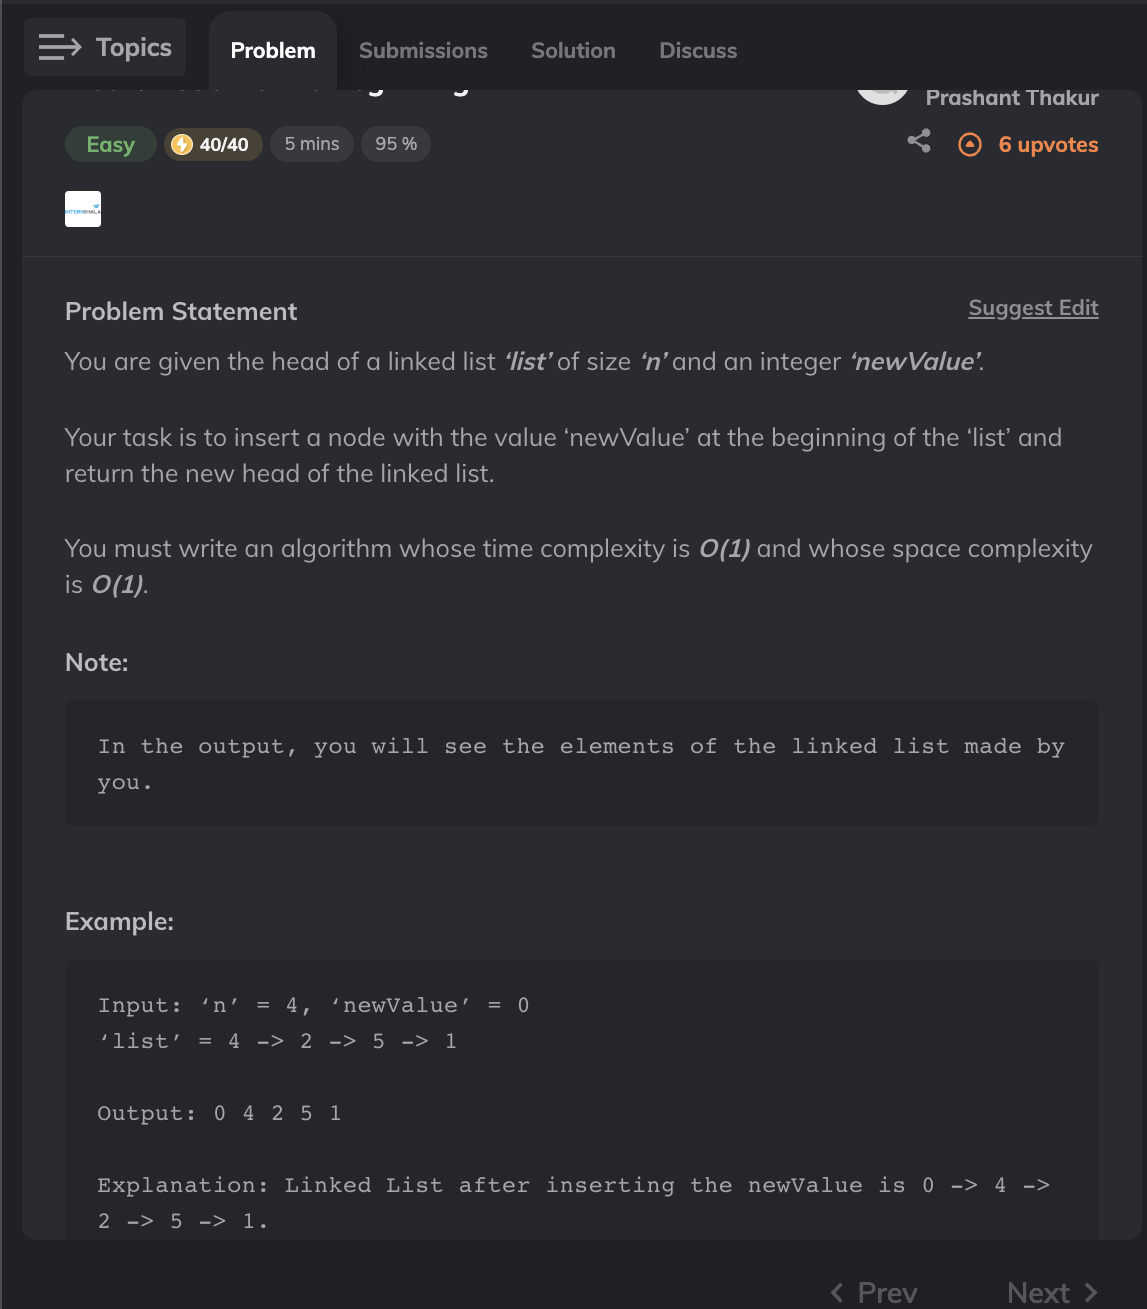 Topics
Problem
Submissions
Solution
Discuss
Prashant Thakur
Easy
40/40
5 mins
95 %
6 upvotes
Problem Statement
Suggest Edit
You are given the head of a linked list ‘list’ of size ‘n’ and an integer ‘newValue’.
Your task is to insert a node with the value ‘newValue’ at the beginning of the ‘list’ and
return the new head of the linked list.
You must write an algorithm whose time complexity is O(1) and whose space complexity
is O(1).
Note:
In the output, you will see the elements of the linked list made by
you.
Example:
Input: ‘n’ = 4, ‘newValue’ = 0
‘list’ = 4 -> 2 -> 5 -> 1
Output: 0 4 2 5 1
Explanation: Linked List after inserting the newValue is 0 -> 4 ->
2 -> 5 -> 1.
Prev
Next